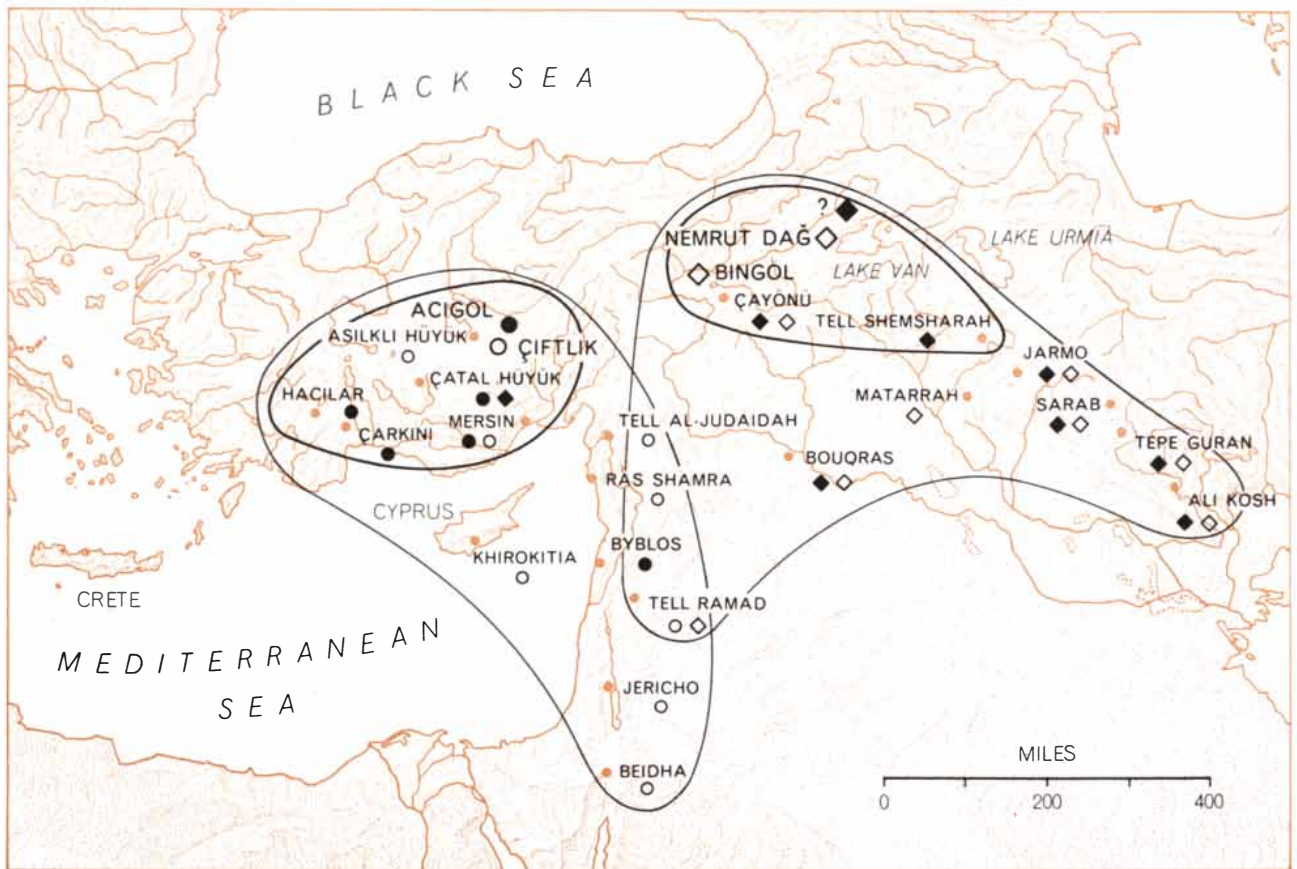 BLACK SEA
?
NEMRUT DAĞ
LAKE URMIA
BINGÖL
LAKE VAN
ÇAYÖNÜ
TELL SHEMSHARAH
ACIGOL
ASILKLI HÜYÜK
ÇIFTLIK
ÇATAL HÜYÜK
HACILAR
MERSIN
ÇARKINI
JARMO
MATARRAH
SARAB
TELL AL-JUDAIDAH
TEPE GURAN
BOUQRAS
RAS SHAMRA
ALI KOSH
CYPRUS
BYBLOS
KHIROKITIA
CRETE
TELL RAMAD
MEDITERRANEAN
SEA
JERICHO
BEIDHA
MILES
0 200 400